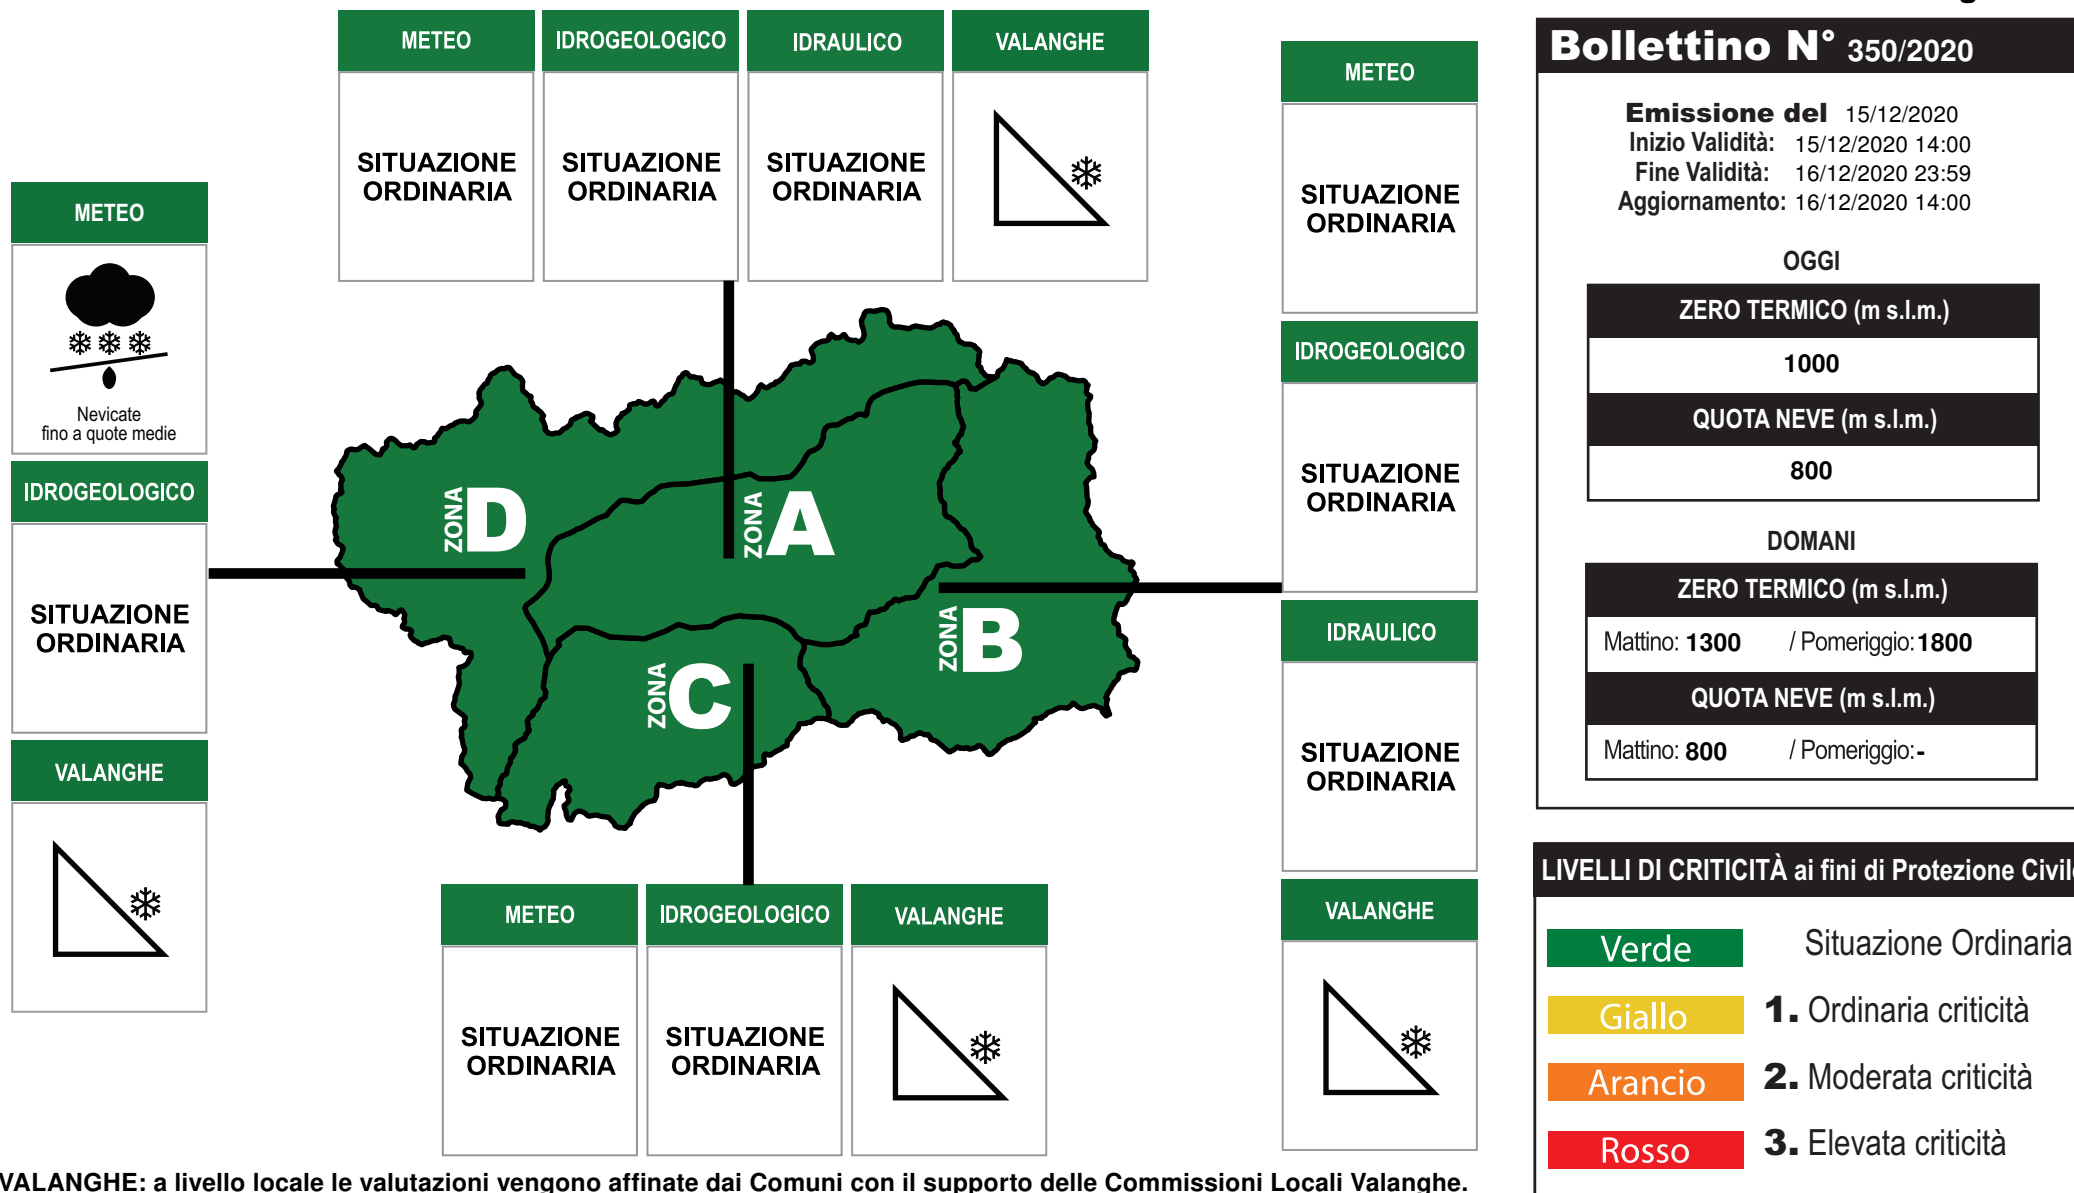 METEO
IDROGEOLOGICO
IDRAULICO
VALANGHE
SITUAZIONE
ORDINARIA
SITUAZIONE
ORDINARIA
SITUAZIONE
ORDINARIA
METEO
Nevicate
fino a quote medie
IDROGEOLOGICO
SITUAZIONE
ORDINARIA
VALANGHE
ZONA D
ZONA A
ZONA B
ZONA C
METEO
SITUAZIONE
ORDINARIA
IDROGEOLOGICO
SITUAZIONE
ORDINARIA
IDRAULICO
SITUAZIONE
ORDINARIA
VALANGHE
METEO
IDROGEOLOGICO
VALANGHE
SITUAZIONE
ORDINARIA
SITUAZIONE
ORDINARIA
Bollettino N° 350/2020
Emissione del 15/12/2020
Inizio Validità: 15/12/2020 14:00
Fine Validità: 16/12/2020 23:59
Aggiornamento: 16/12/2020 14:00
OGGI
ZERO TERMICO (m s.l.m.)
1000
QUOTA NEVE (m s.l.m.)
800
DOMANI
ZERO TERMICO (m s.l.m.)
Mattino: 1300 / Pomeriggio: 1800
QUOTA NEVE (m s.l.m.)
Mattino: 800 / Pomeriggio: -
LIVELLI DI CRITICITÀ ai fini di Protezione Civile
Verde Situazione Ordinaria
Giallo 1. Ordinaria criticità
Arancio 2. Moderata criticità
Rosso 3. Elevata criticità
VALANGHE: a livello locale le valutazioni vengono affinate dai Comuni con il supporto delle Commissioni Locali Valanghe.